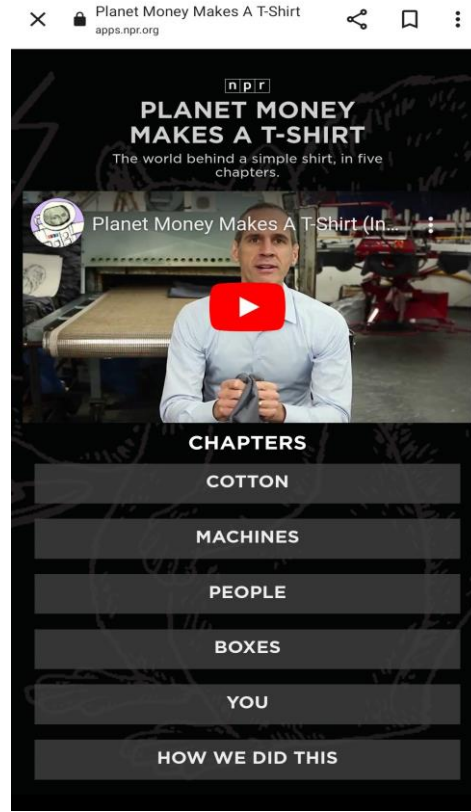 Planet Money Makes A T-Shirt
apps.npr.org
npr
PLANET MONEY
MAKES A T-SHIRT
The world behind a simple shirt, in five
chapters.
Planet Money Makes A T-Shirt (In...
CHAPTERS
COTTON
MACHINES
PEOPLE
BOXES
YOU
HOW WE DID THIS